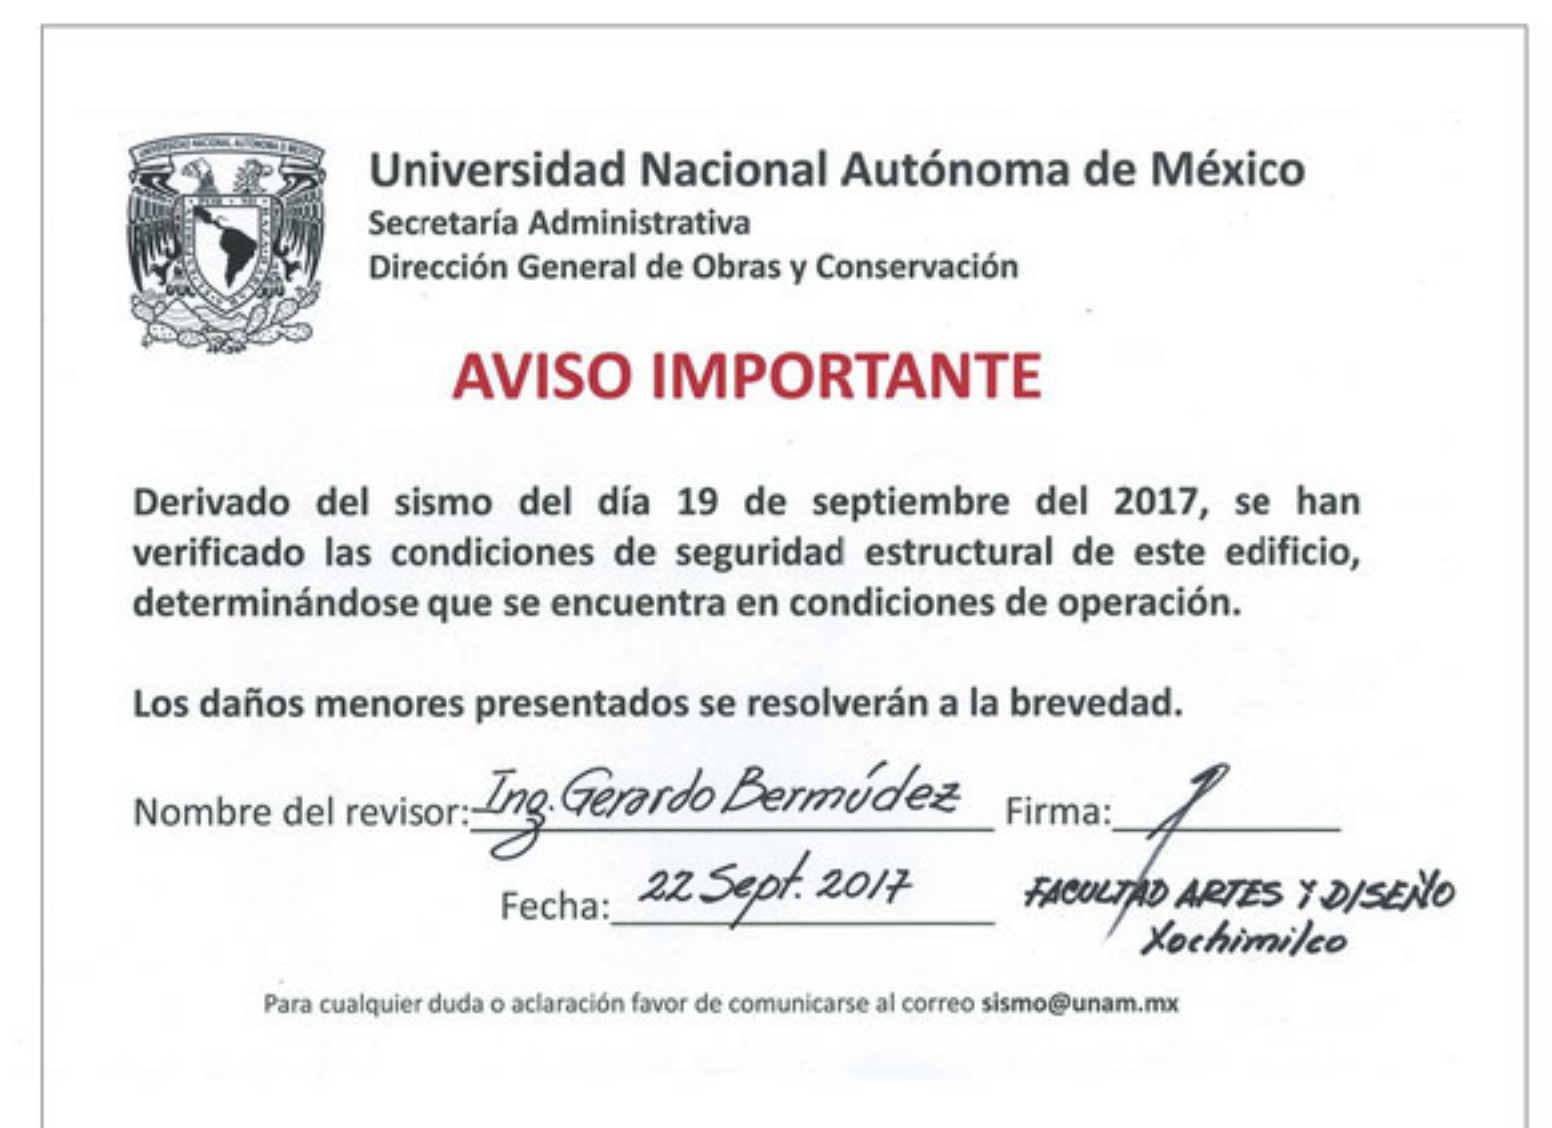 UNIVERSIDAD NACIONAL AUTONOMA
Universidad Nacional Autónoma de México
Secretaría Administrativa
Dirección General de Obras y Conservación
AVISO IMPORTANTE
Derivado del sismo del día 19 de septiembre del 2017, se han
verificado las condiciones de seguridad estructural de este edificio,
determinándose que se encuentra en condiciones de operación.
Los daños menores presentados se resolverán a la brevedad.
Nombre del revisor: Ing. Gerardo Bermúdez Firma:
Fecha: 22 Sept. 2017
FACULTAD ARTES Y DISEÑO
Xochimilco
Para cualquier duda o aclaración favor de comunicarse al correo sismo@unam.mx